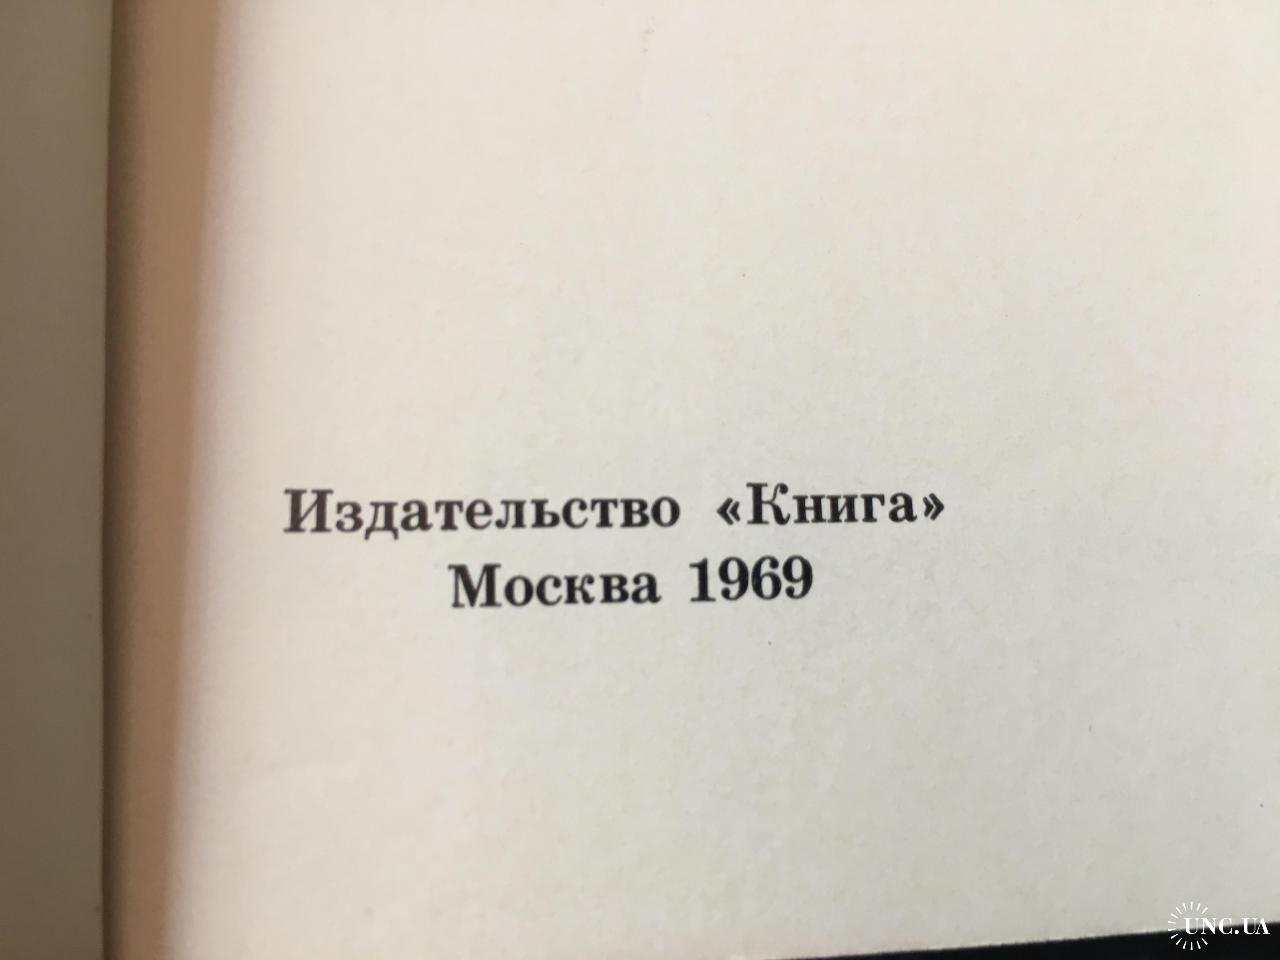 Издательство «Книга»
Москва 1969
UNC.UA